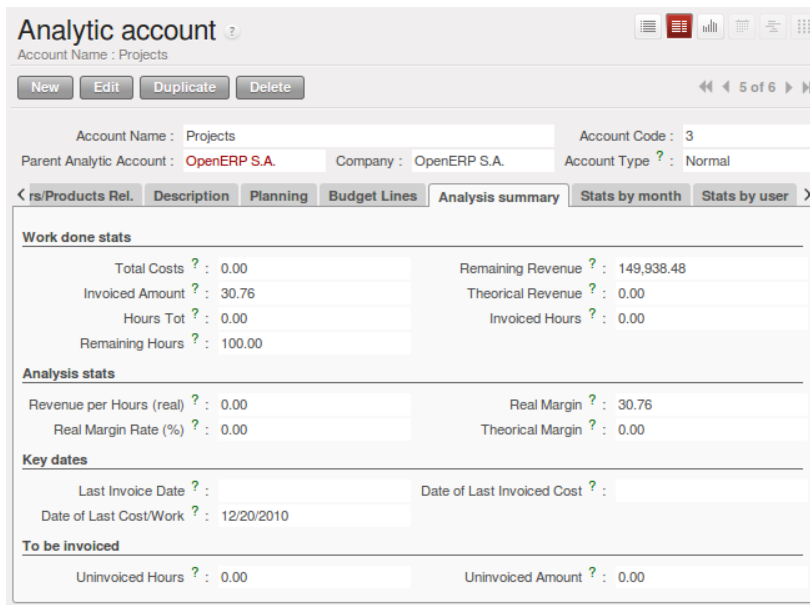 Analytic account ?
Account Name : Projects
New Edit Duplicate Delete 5 of 6
Account Name : Projects Account Code : 3
Parent Analytic Account : OpenERP S.A. Company : OpenERP S.A. Account Type ? : Normal
rs/Products Rel. Description Planning Budget Lines Analysis summary Stats by month Stats by user
Work done stats
Total Costs ? : 0.00 Remaining Revenue ? : 149,938.48
Invoiced Amount ? : 30.76 Theorical Revenue ? : 0.00
Hours Tot ? : 0.00 Invoiced Hours ? : 0.00
Remaining Hours ? : 100.00
Analysis stats
Revenue per Hours (real) ? : 0.00 Real Margin ? : 30.76
Real Margin Rate (%) ? : 0.00 Theorical Margin ? : 0.00
Key dates
Last Invoice Date ? : Date of Last Invoiced Cost ? :
Date of Last Cost/Work ? : 12/20/2010
To be invoiced
Uninvoiced Hours ? : 0.00 Uninvoiced Amount ? : 0.00